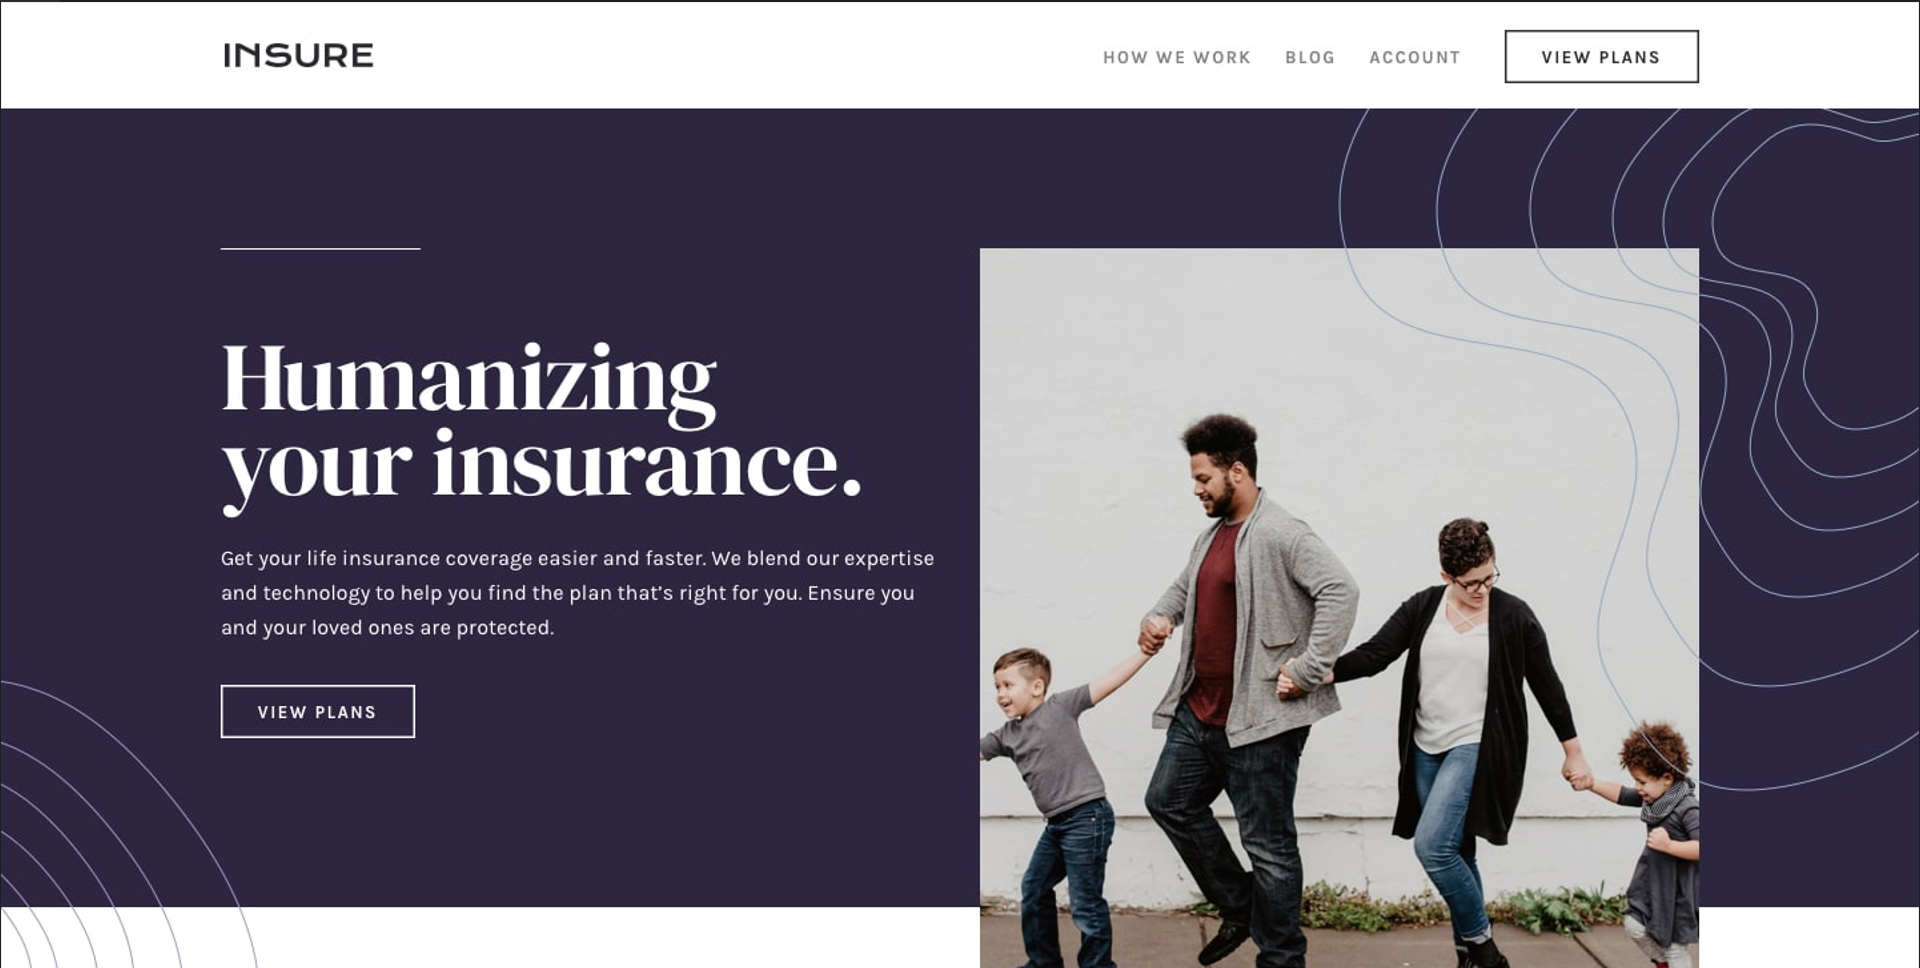 INSURE
HOW WE WORK
BLOG
ACCOUNT
VIEW PLANS
Humanizing
your insurance.
Get your life insurance coverage easier and faster. We blend our expertise
and technology to help you find the plan that’s right for you. Ensure you
and your loved ones are protected.
VIEW PLANS